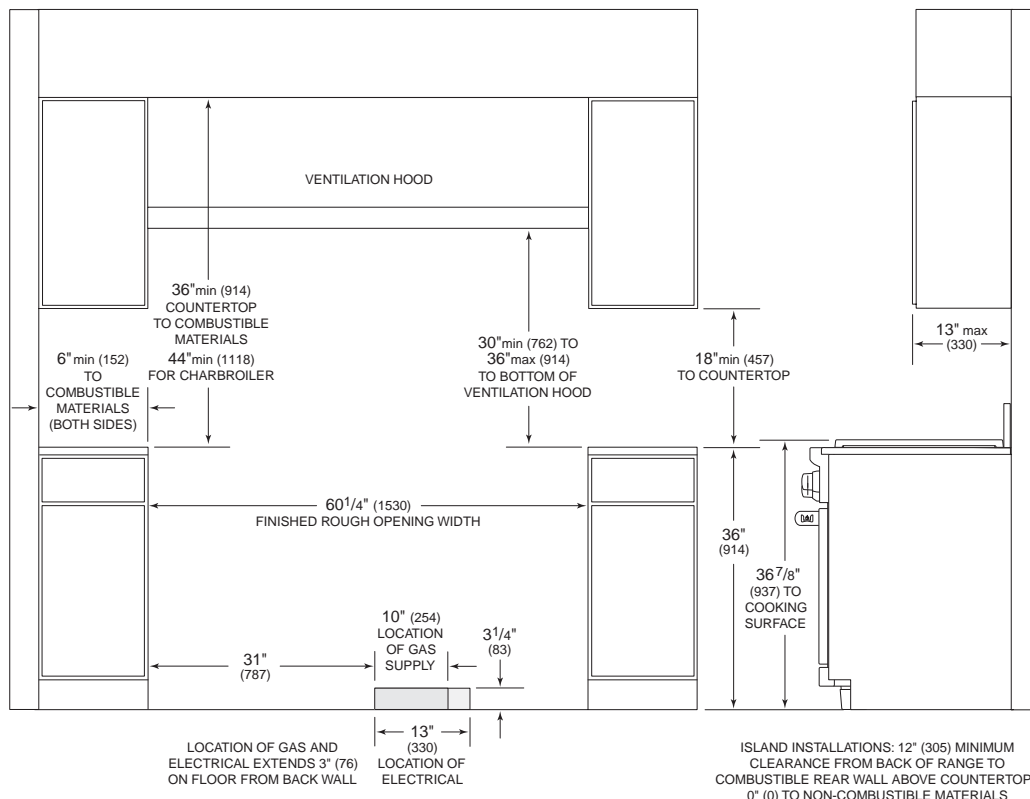 VENTILATION HOOD
36" min (914)
COUNTERTOP
TO COMBUSTIBLE
MATERIALS
44" min (1118)
FOR CHARBROILER
6" min (152)
TO
COMBUSTIBLE
MATERIALS
(BOTH SIDES)
30" min (762) TO
36" max (914)
TO BOTTOM OF
VENTILATION HOOD
18" min (457)
TO COUNTERTOP
13" max
(330)
60 1/4" (1530)
FINISHED ROUGH OPENING WIDTH
36"
(914)
36 7/8"
(937) TO
COOKING
SURFACE
10" (254)
LOCATION
OF GAS
SUPPLY
3 1/4"
(83)
31"
(787)
13"
(330)
LOCATION OF
ELECTRICAL
LOCATION OF GAS AND
ELECTRICAL EXTENDS 3" (76)
ON FLOOR FROM BACK WALL
ISLAND INSTALLATIONS: 12" (305) MINIMUM
CLEARANCE FROM BACK OF RANGE TO
COMBUSTIBLE REAR WALL ABOVE COUNTERTOP
0" (0) TO NON-COMBUSTIBLE MATERIALS